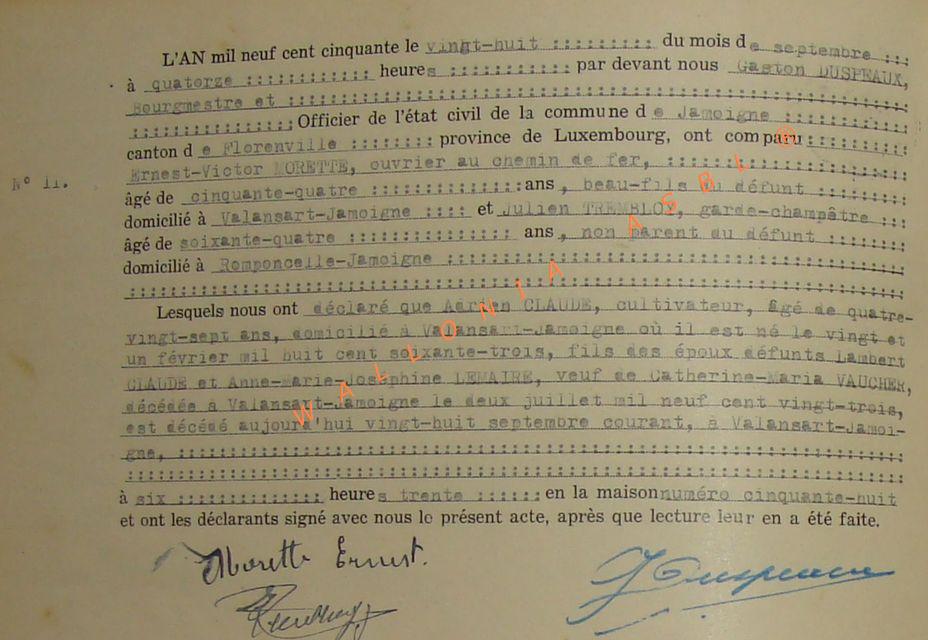 L'AN mil neuf cent cinquante le vingt-huit ::::::::: du mois de septembre :::
à quatorze ::::::::::: heures ::::::::::: par devant nous Gaston DUSPEAUX,
Bourgmestre et ::::::::::::::::::::::::::::::::::::::::::::::::::::::::
:::::::::::::: Officier de l'état civil de la commune de Jamoigne ::::::::::
canton de Florenville :::::::: province de Luxembourg, ont comparu ::::::::::
Ernest-Victor MORETTE, ouvrier au chemin de fer, ::::::::::::::::::::
N° 11.
âgé de cinquante-quatre ::::::::::::: ans, beau-fils du défunt ::::::::
domicilié à Valansart-Jamoigne :::: et Julien TREMBLOY, garde-champâtre :::
âgé de soixante-quatre ::::::::::::::: ans, non parent du défunt :::::::
domicilié à Romponcelle-Jamoigne :::::::::::::::::::::::::::::::::::::::::
::::::::::::::::::::::::::::::::::::::::::::::::::::::::::::::::::::::
Lesquels nous ont déclaré que Adrien CLAUDE, cultivateur, âgé de quatre-
vingt-sept ans, domicilié à Valansart-Jamoigne où il est né le vingt et
un février mil huit cent soixante-trois, fils des époux défunts Lambert
CLAUDE et Anne-Marie-Joséphine LEMAIRE, veuf de Catherine-Maria VAUCHER,
décédée à Valansart-Jamoigne le deux juillet mil neuf cent vingt-trois,
est décédé aujourd'hui vingt-huit septembre courant, à Valansart-Jamoi-
gne, :::::::::::::::::::::::::::::::::::::::::::::::::::::::::::::::::
::::::::::::::::::::::::::::::::::::::::::::::::::::::::::::::::::::::
à six ::::::::::::: heures trente :::::: en la maison numéro cinquante-huit
et ont les déclarants signé avec nous le présent acte, après que lecture leur en a été faite.
Morette Ernest.
J Duspeaux
Trembloy
WALLONIA ASBL ®